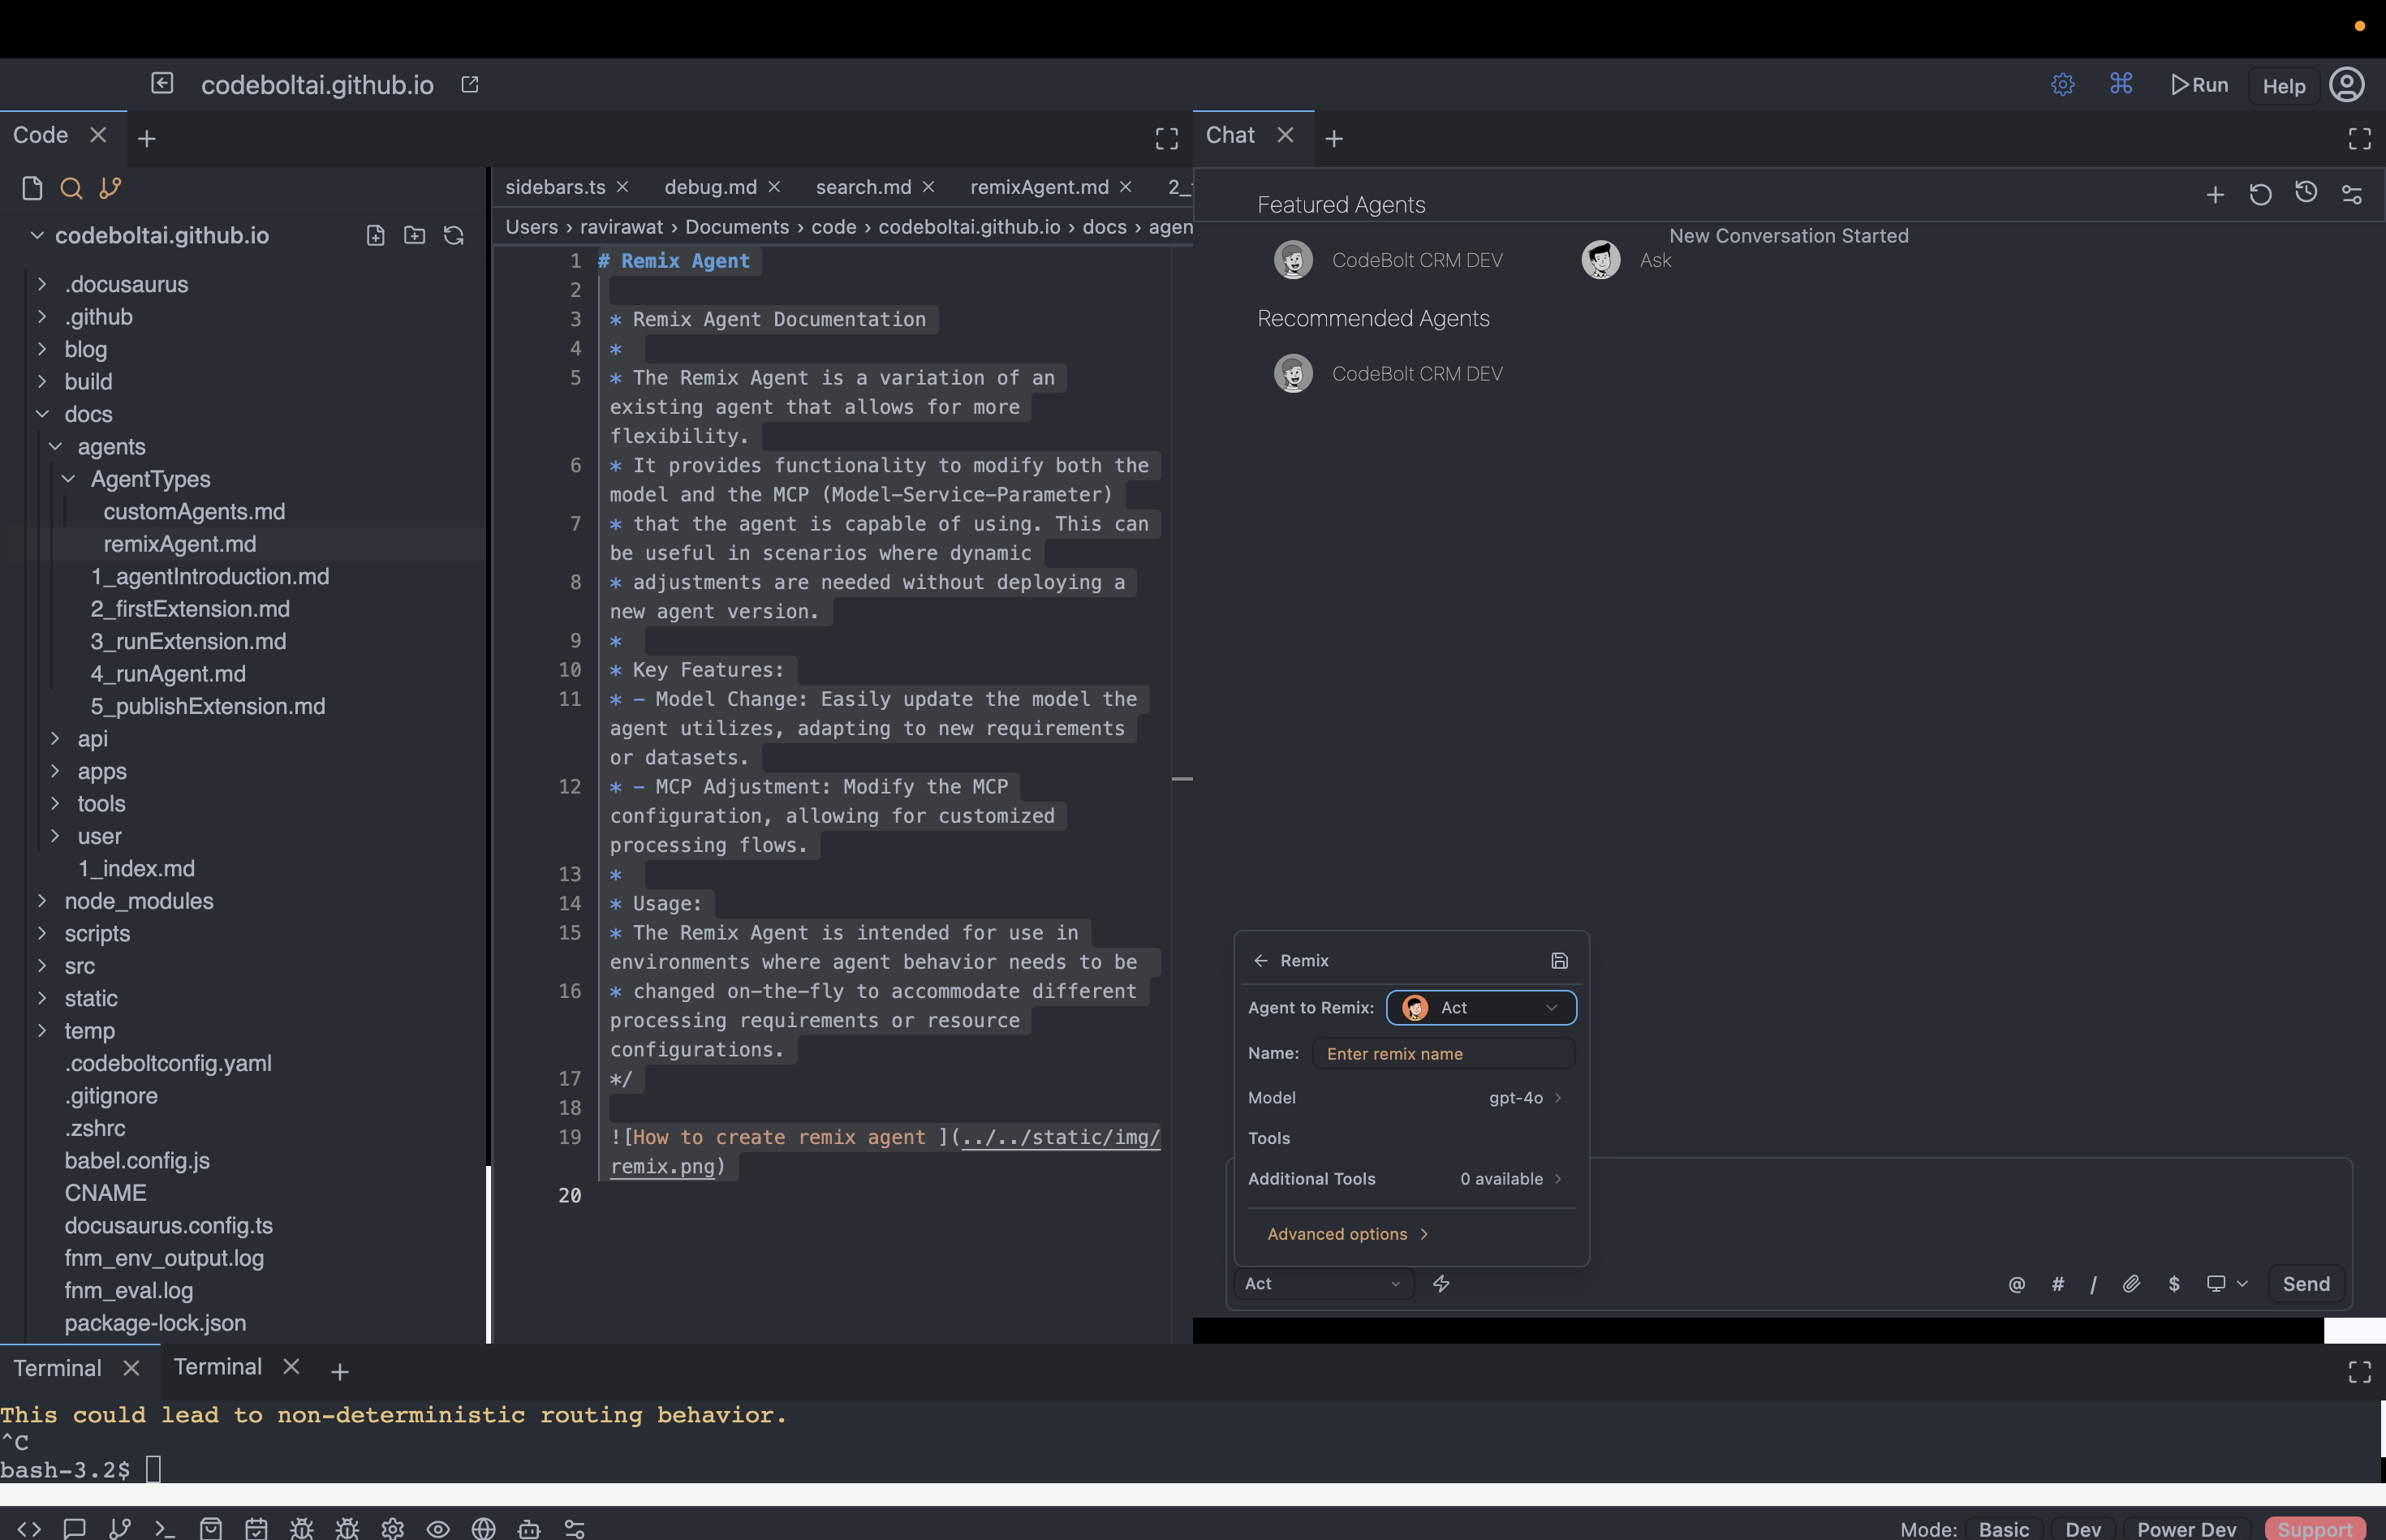 codeboltai.github.io
Run
Help
Code
Chat
sidebars.ts
debug.md
search.md
remixAgent.md
2_
Users › ravirawat › Documents › code › codeboltai.github.io › docs › agen
codeboltai.github.io
.docusaurus
.github
blog
build
docs
agents
AgentTypes
customAgents.md
remixAgent.md
1_agentIntroduction.md
2_firstExtension.md
3_runExtension.md
4_runAgent.md
5_publishExtension.md
api
apps
tools
user
1_index.md
node_modules
scripts
src
static
temp
.codeboltconfig.yaml
.gitignore
.zshrc
babel.config.js
CNAME
docusaurus.config.ts
fnm_env_output.log
fnm_eval.log
package-lock.json
1 # Remix Agent
2
3 * Remix Agent Documentation
4 *
5 * The Remix Agent is a variation of an
existing agent that allows for more
flexibility.
6 * It provides functionality to modify both the
model and the MCP (Model-Service-Parameter)
7 * that the agent is capable of using. This can
be useful in scenarios where dynamic
8 * adjustments are needed without deploying a
new agent version.
9 *
10 * Key Features:
11 * - Model Change: Easily update the model the
agent utilizes, adapting to new requirements
or datasets.
12 * - MCP Adjustment: Modify the MCP
configuration, allowing for customized
processing flows.
13 *
14 * Usage:
15 * The Remix Agent is intended for use in
environments where agent behavior needs to be
16 * changed on-the-fly to accommodate different
processing requirements or resource
configurations.
17 */
18
19 ![How to create remix agent ](../../static/img/
remix.png)
20
Featured Agents
New Conversation Started
CodeBolt CRM DEV
Ask
Recommended Agents
CodeBolt CRM DEV
Remix
Agent to Remix: Act
Name: Enter remix name
Model gpt-4o
Tools
Additional Tools 0 available
Advanced options
Act
@ # / $ Send
Terminal
Terminal
This could lead to non-deterministic routing behavior.
^C
bash-3.2$
Mode: Basic Dev Power Dev Support